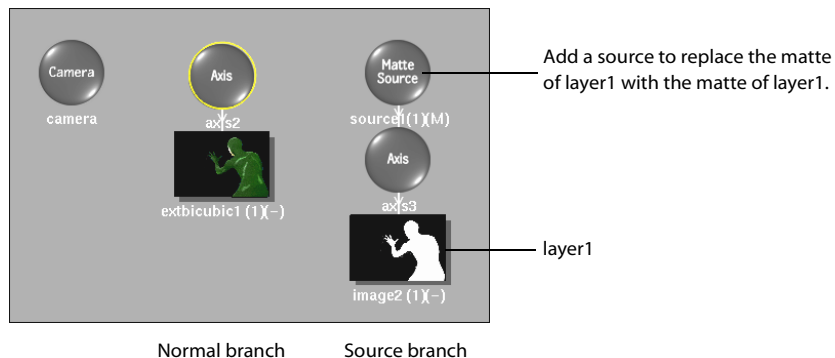 Camera
camera
Axis
axis2
extbicubic1 (1)(-)
Matte
Source
source1(1)(M)
Axis
axis3
image2 (1)(-)
Add a source to replace the matte
of layer1 with the matte of layer1.
layer1
Normal branch
Source branch